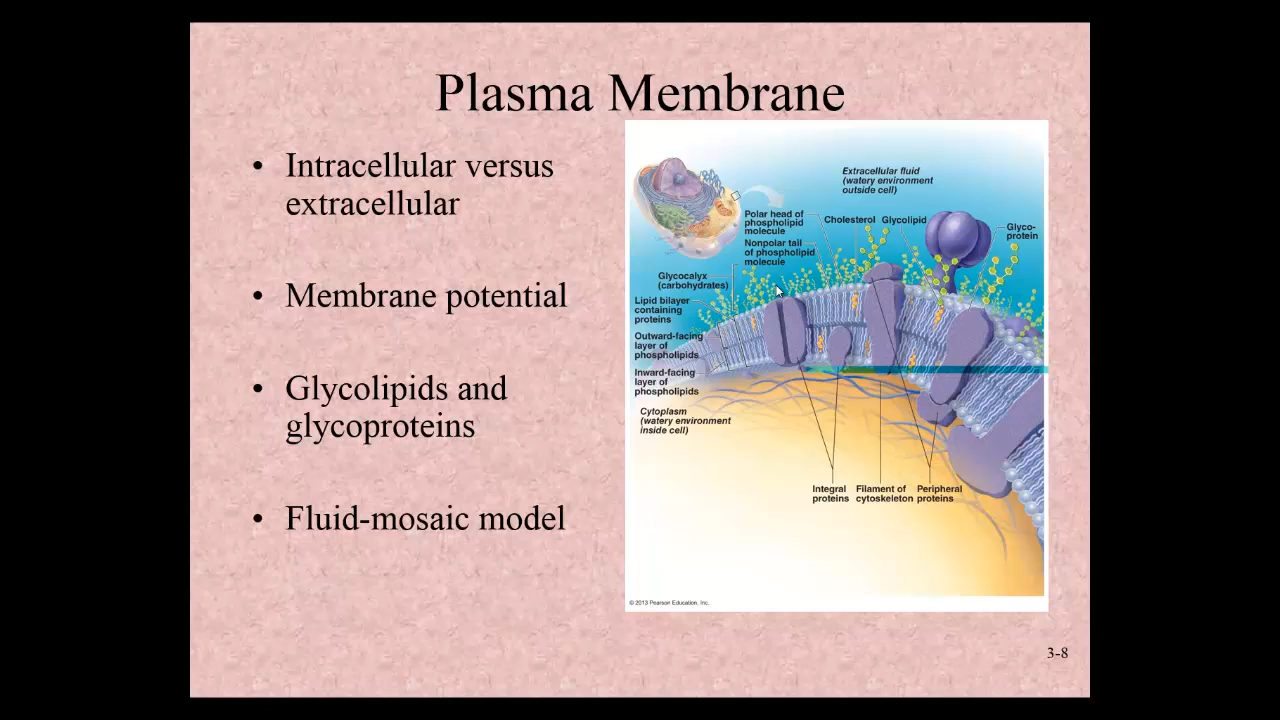 Plasma Membrane
• Intracellular versus
extracellular
• Membrane potential
• Glycolipids and
glycoproteins
• Fluid-mosaic model
Extracellular fluid
(watery environment
outside cell)
Polar head of
phospholipid
molecule
Cholesterol
Glycolipid
Glyco-
protein
Nonpolar tail
of phospholipid
molecule
Glycocalyx
(carbohydrates)
Lipid bilayer
containing
proteins
Outward-facing
layer of
phospholipids
Inward-facing
layer of
phospholipids
Cytoplasm
(watery environment
inside cell)
Integral
proteins
Filament of
cytoskeleton
Peripheral
proteins
© 2013 Pearson Education, Inc.
3-8